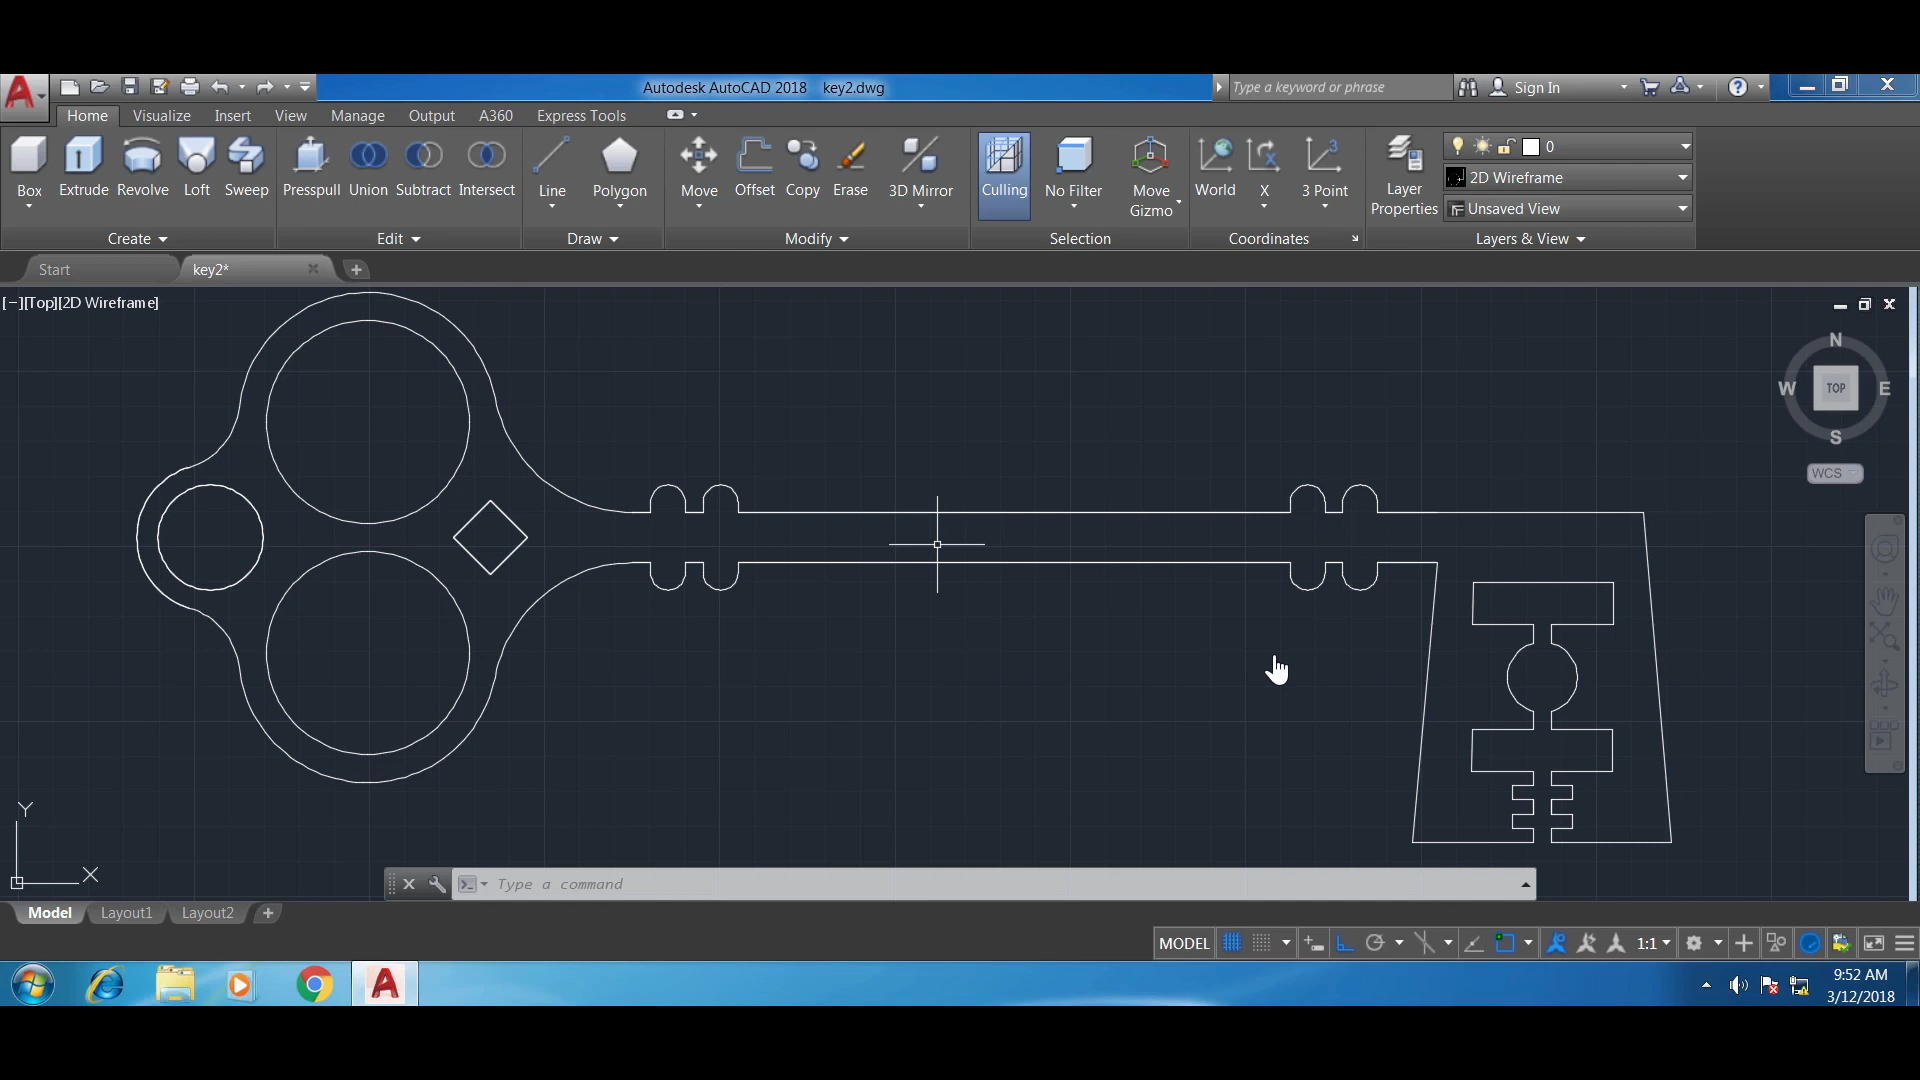 Autodesk AutoCAD 2018 key2.dwg
Type a keyword or phrase
Sign In
Home Visualize Insert View Manage Output A360 Express Tools
Box Extrude Revolve Loft Sweep Presspull Union Subtract Intersect Line Polygon Move Offset Copy Erase 3D Mirror Culling No Filter Move Gizmo World X 3 Point Layer Properties
0
2D Wireframe
Unsaved View
Create Edit Draw Modify Selection Coordinates Layers & View
Start key2*
[−][Top][2D Wireframe]
N
W TOP E
S
WCS
Y
X
Type a command
Model Layout1 Layout2
MODEL 1:1
9:52 AM
3/12/2018